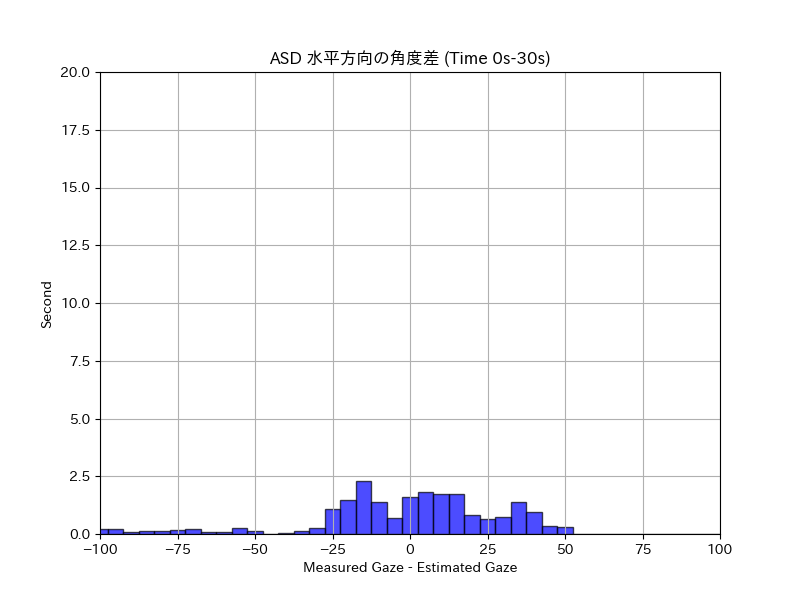 ASD 水平方向の角度差 (Time 0s-30s)
20.0
17.5
15.0
12.5
10.0
7.5
5.0
2.5
0.0
Second
−100 −75 −50 −25 0 25 50 75 100
Measured Gaze - Estimated Gaze